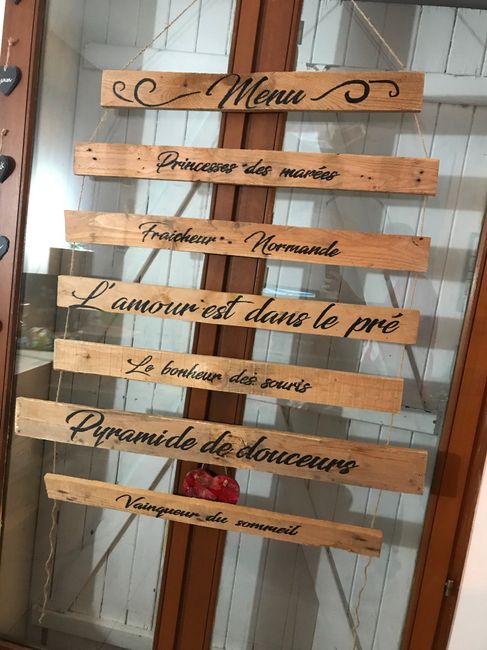 Menu
Princesses des marées
Fraîcheur Normande
L'amour est dans le pré
Le bonheur des souris
Pyramide de douceurs
Vainqueur du sommeil